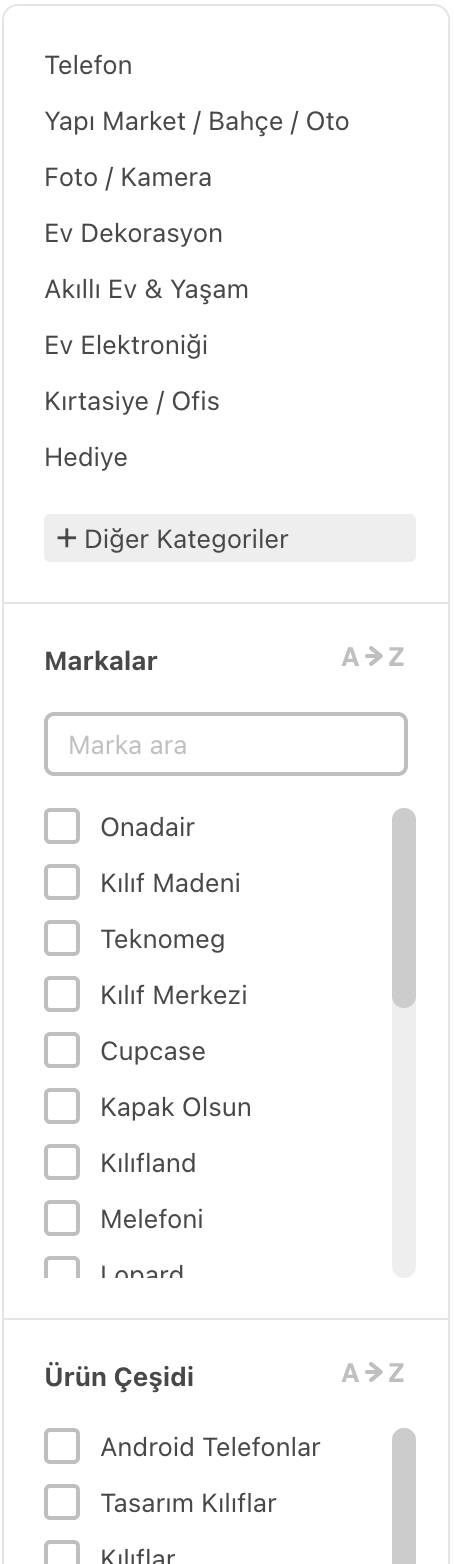 Telefon
Yapı Market / Bahçe / Oto
Foto / Kamera
Ev Dekorasyon
Akıllı Ev & Yaşam
Ev Elektroniği
Kırtasiye / Ofis
Hediye
+ Diğer Kategoriler
Markalar A→Z
Marka ara
Onadair
Kılıf Madeni
Teknomeg
Kılıf Merkezi
Cupcase
Kapak Olsun
Kılıfland
Melefoni
Lopard
Ürün Çeşidi A→Z
Android Telefonlar
Tasarım Kılıflar
Kılıflar